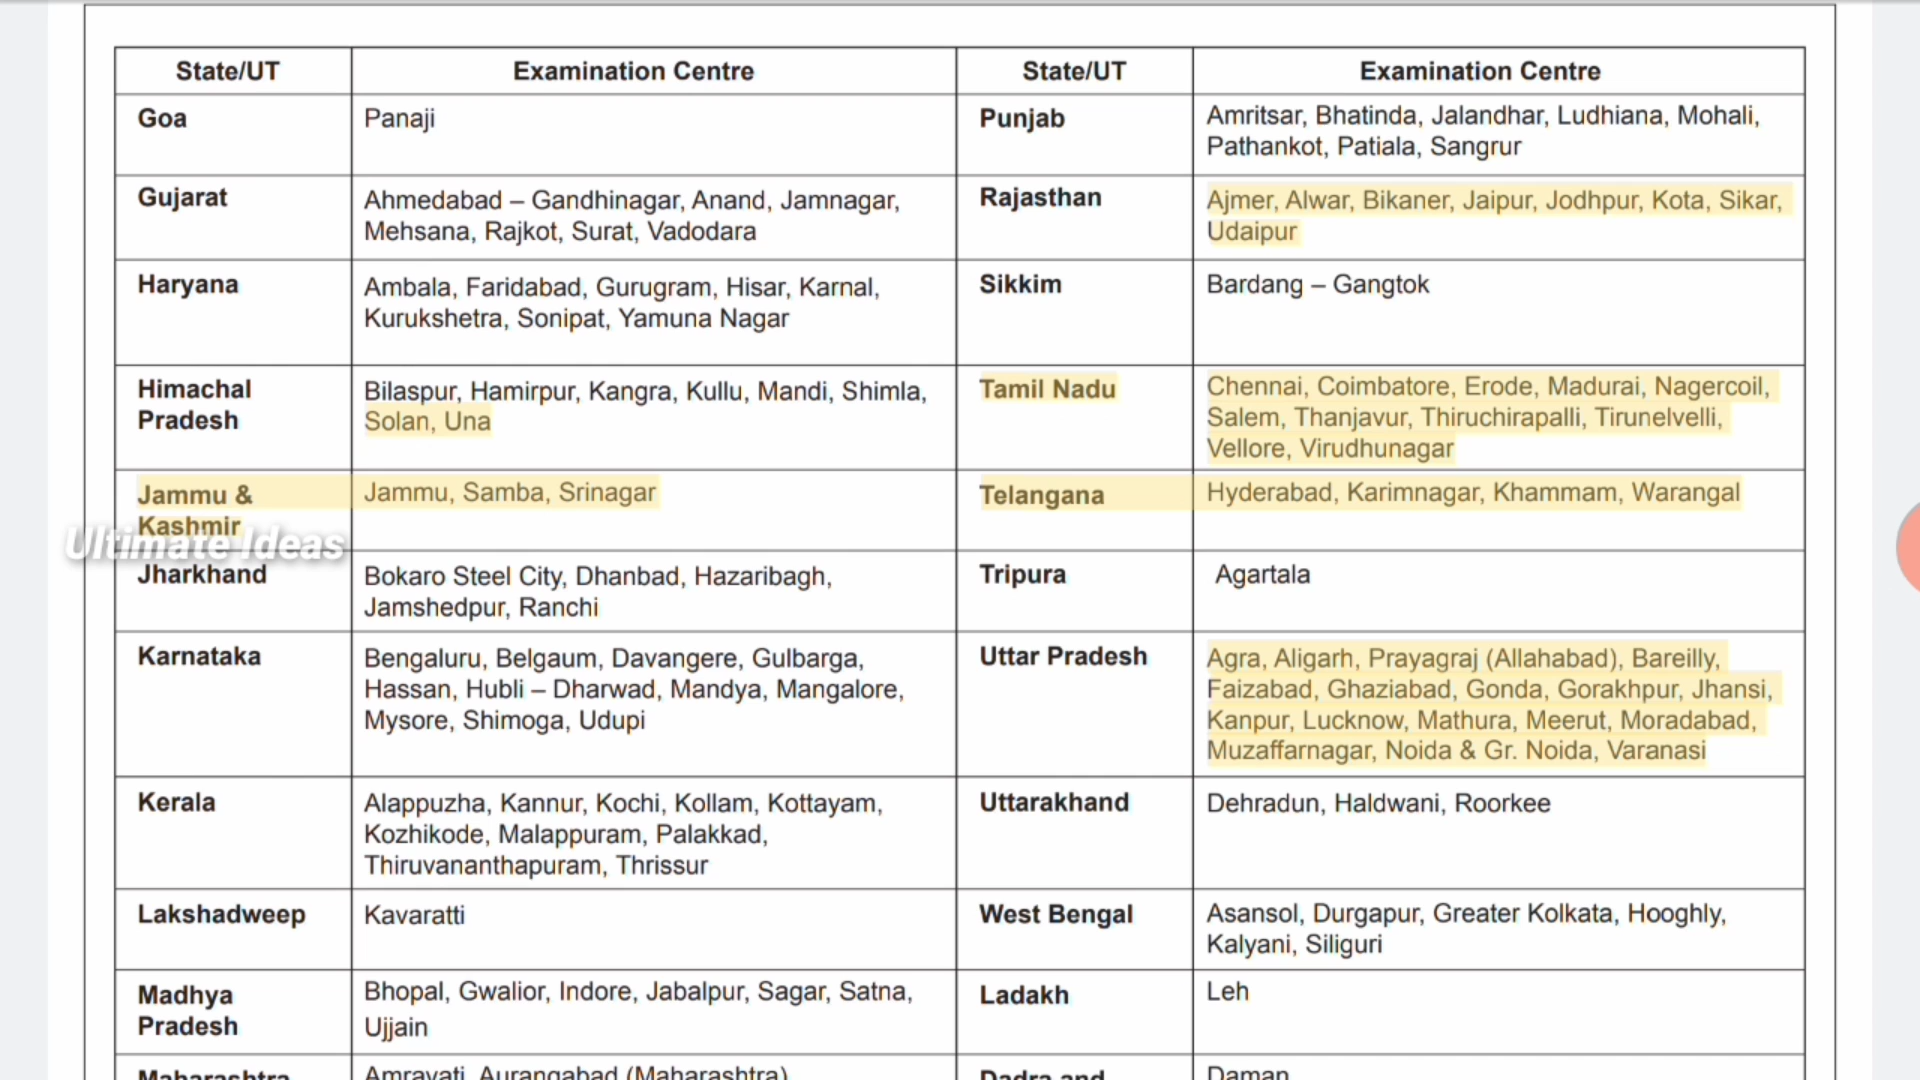 State/UT Examination Centre State/UT Examination Centre
Goa Panaji Punjab Amritsar, Bhatinda, Jalandhar, Ludhiana, Mohali,
Pathankot, Patiala, Sangrur
Gujarat Ahmedabad – Gandhinagar, Anand, Jamnagar, Rajasthan Ajmer, Alwar, Bikaner, Jaipur, Jodhpur, Kota, Sikar,
Mehsana, Rajkot, Surat, Vadodara Udaipur
Haryana Ambala, Faridabad, Gurugram, Hisar, Karnal, Sikkim Bardang – Gangtok
Kurukshetra, Sonipat, Yamuna Nagar
Himachal Bilaspur, Hamirpur, Kangra, Kullu, Mandi, Shimla, Tamil Nadu Chennai, Coimbatore, Erode, Madurai, Nagercoil,
Pradesh Solan, Una Salem, Thanjavur, Thiruchirapalli, Tirunelvelli,
Vellore, Virudhunagar
Jammu & Jammu, Samba, Srinagar Telangana Hyderabad, Karimnagar, Khammam, Warangal
Kashmir
Ultimate Ideas
Jharkhand Bokaro Steel City, Dhanbad, Hazaribagh, Tripura Agartala
Jamshedpur, Ranchi
Karnataka Bengaluru, Belgaum, Davangere, Gulbarga, Uttar Pradesh Agra, Aligarh, Prayagraj (Allahabad), Bareilly,
Hassan, Hubli – Dharwad, Mandya, Mangalore, Faizabad, Ghaziabad, Gonda, Gorakhpur, Jhansi,
Mysore, Shimoga, Udupi Kanpur, Lucknow, Mathura, Meerut, Moradabad,
Muzaffarnagar, Noida & Gr. Noida, Varanasi
Kerala Alappuzha, Kannur, Kochi, Kollam, Kottayam, Uttarakhand Dehradun, Haldwani, Roorkee
Kozhikode, Malappuram, Palakkad,
Thiruvananthapuram, Thrissur
Lakshadweep Kavaratti West Bengal Asansol, Durgapur, Greater Kolkata, Hooghly,
Kalyani, Siliguri
Madhya Bhopal, Gwalior, Indore, Jabalpur, Sagar, Satna, Ladakh Leh
Pradesh Ujjain
Maharashtra Amravati, Aurangabad (Maharashtra) Dadra and Daman